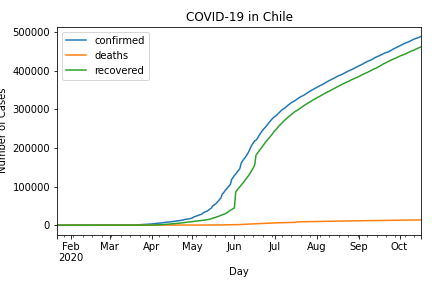 COVID-19 in Chile
confirmed
deaths
recovered
500000
400000
300000
200000
100000
0
Number of Cases
Feb
2020
Mar
Apr
May
Jun
Jul
Aug
Sep
Oct
Day